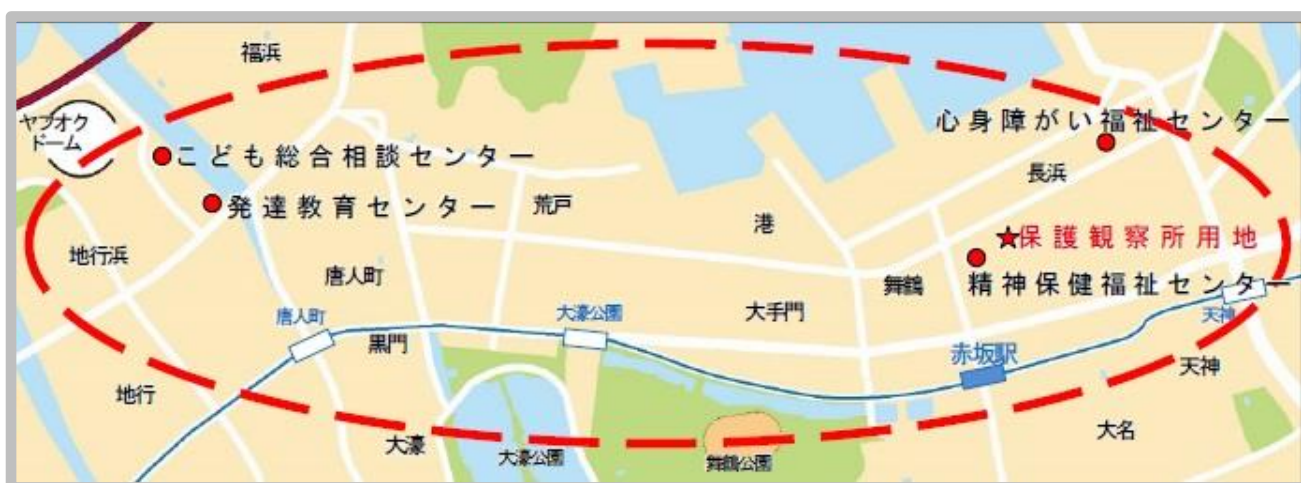 福浜
ヤフオク
ドーム
こども総合相談センター
心身障がい福祉センター
長浜
発達教育センター
荒戸
港
地行浜
唐人町
保護観察所用地
舞鶴
精神保健福祉センター
唐人町
大濠公園
大手門
天神
黒門
赤坂駅
天神
地行
大濠
大濠公園
舞鶴公園
大名